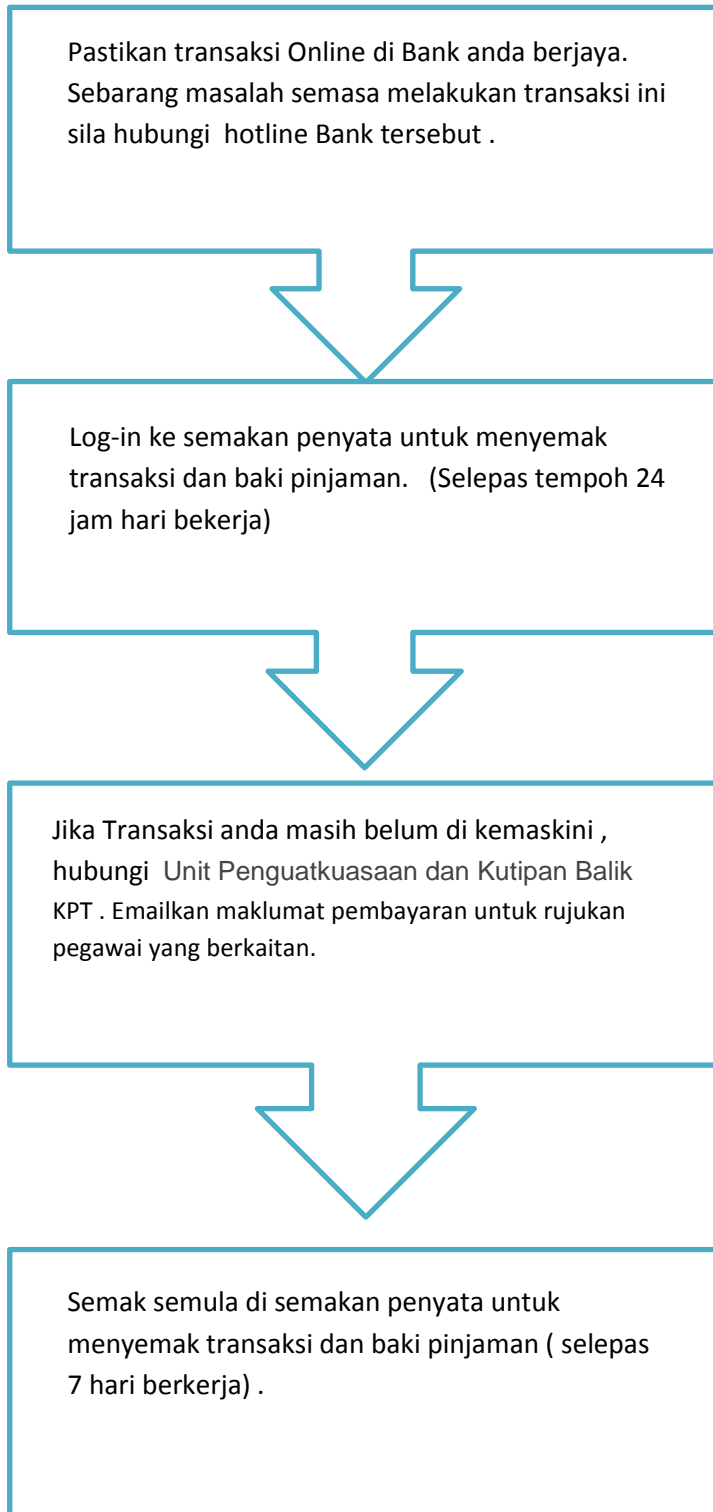 Pastikan transaksi Online di Bank anda berjaya.
Sebarang masalah semasa melakukan transaksi ini
sila hubungi  hotline Bank tersebut .
Log-in ke semakan penyata untuk menyemak
transaksi dan baki pinjaman.   (Selepas tempoh 24
jam hari bekerja)
Jika Transaksi anda masih belum di kemaskini ,
hubungi  Unit Penguatkuasaan dan Kutipan Balik
KPT . Emailkan maklumat pembayaran untuk rujukan
pegawai yang berkaitan.
Semak semula di semakan penyata untuk
menyemak transaksi dan baki pinjaman ( selepas
7 hari berkerja) .